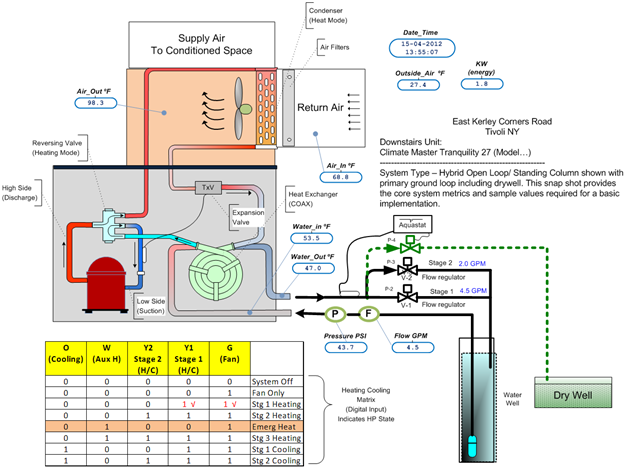 Supply Air
To Conditioned Space
Condenser
(Heat Mode)
Air Filters
Date_Time
15-04-2012
13:55:07
Outside_Air ºF
27.4
KW
(energy)
1.8
Air_Out ºF
98.3
Return Air
East Kerley Corners Road
Tivoli NY
Downstairs Unit:
Climate Master Tranquility 27 (Model…)
System Type – Hybrid Open Loop/ Standing Column shown with
primary ground loop including drywell. This snap shot provides
the core system metrics and sample values required for a basic
implementation.
Reversing Valve
(Heating Mode)
Air_In ºF
68.8
High Side
(Discharge)
TxV
Expansion
Valve
Heat Exchanger
(COAX)
Water_in ºF
53.5
Water_Out ºF
47.0
Low Side
(Suction)
Aquastat
P-4
P-3
V-2
Stage 2 2.0 GPM
Flow regulator
P-2
V-1
Stage 1 4.5 GPM
Flow regulator
P
F
Pressure PSI
43.7
Flow GPM
4.5
Water
Well
Dry Well
O (Cooling) W (Aux H) Y2 Stage 2 (H/C) Y1 Stage 1 (H/C) G (Fan)
0 0 0 0 0 System Off
0 0 0 0 1 Fan Only
0 0 0 1 √ 1 √ Stg 1 Heating
0 0 1 1 1 Stg 2 Heating
0 1 0 0 1 Emerg Heat
0 1 1 1 1 Stg 3 Heating
1 0 0 1 1 Stg 1 Cooling
1 0 1 1 1 Stg 2 Cooling
Heating Cooling
Matrix
(Digital Input)
Indicates HP State